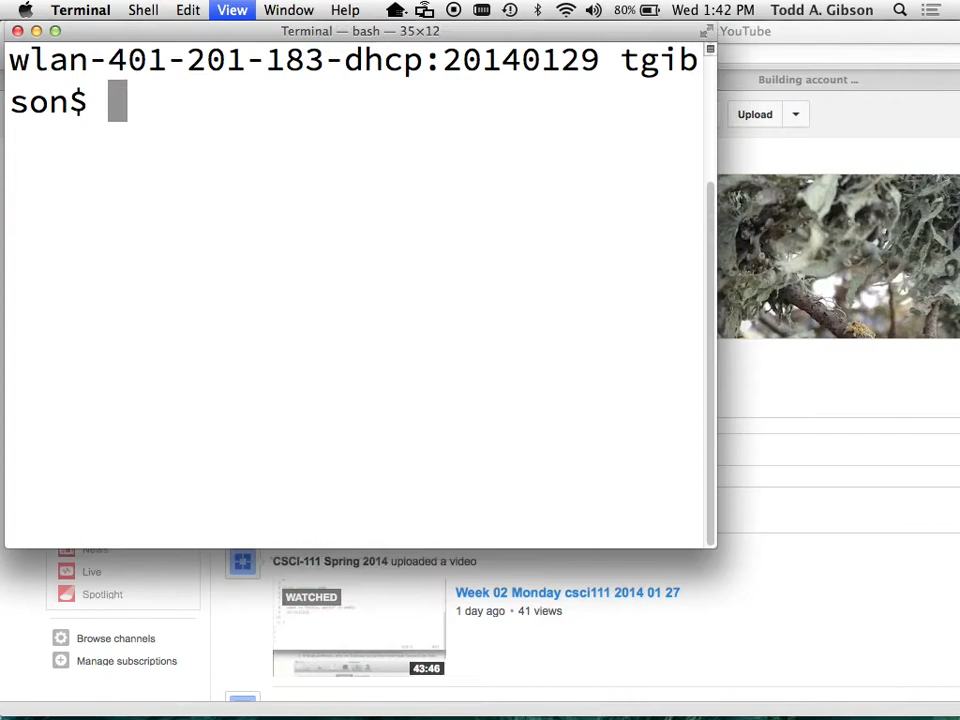 Terminal Shell Edit View Window Help 80% Wed 1:42 PM Todd A. Gibson
Terminal — bash — 35×12
YouTube
wlan-401-201-183-dhcp:20140129 tgib
son$
Building account ...
Upload
News
Live
Spotlight
Browse channels
Manage subscriptions
CSCI-111 Spring 2014 uploaded a video
WATCHED
43:46
Week 02 Monday csci111 2014 01 27
1 day ago • 41 views